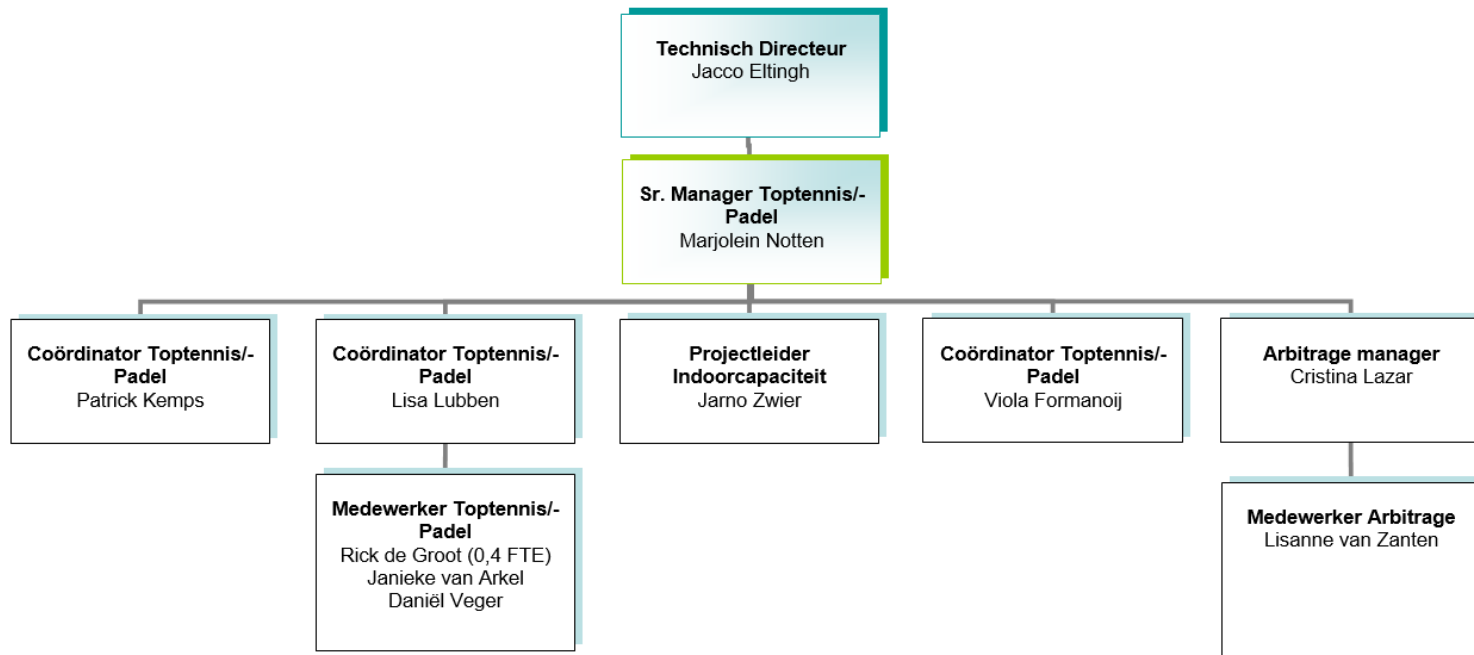 Technisch Directeur
Jacco Eltingh
Sr. Manager Toptennis/-
Padel
Marjolein Notten
Coördinator Toptennis/-
Padel
Patrick Kemps
Coördinator Toptennis/-
Padel
Lisa Lubben
Projectleider
Indoorcapaciteit
Jarno Zwier
Coördinator Toptennis/-
Padel
Viola Formanoij
Arbitrage manager
Cristina Lazar
Medewerker Toptennis/-
Padel
Rick de Groot (0,4 FTE)
Janieke van Arkel
Daniël Veger
Medewerker Arbitrage
Lisanne van Zanten